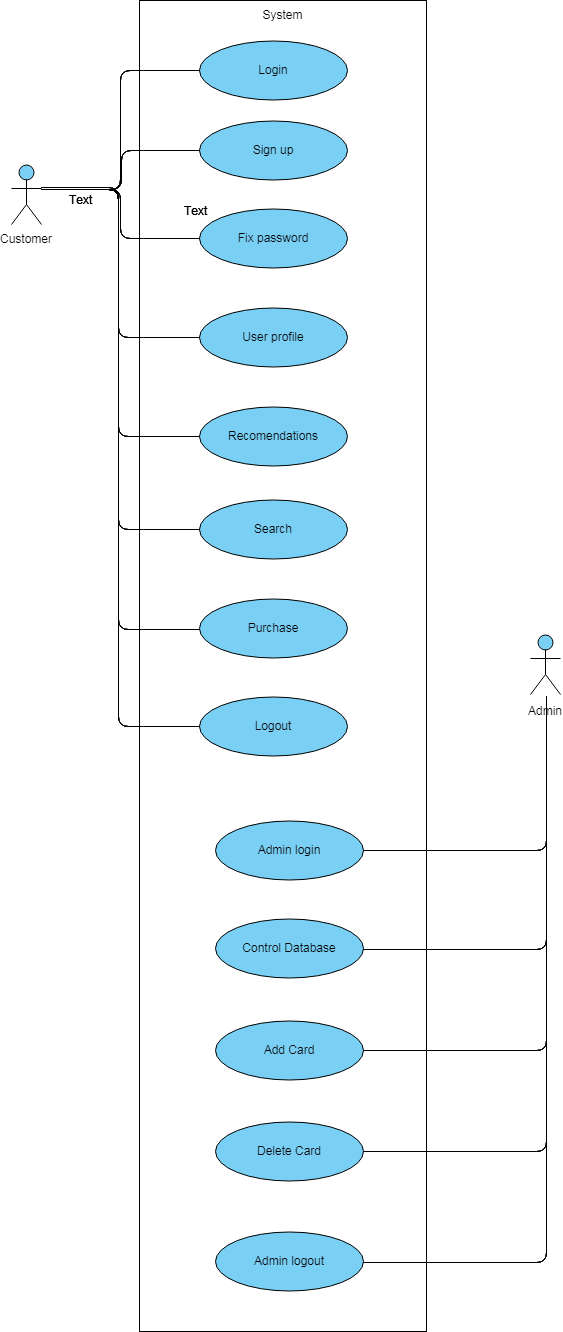 System
Login
Sign up
Customer
Text
Text
Fix password
User profile
Recomendations
Search
Purchase
Logout
Admin
Admin login
Control Database
Add Card
Delete Card
Admin logout